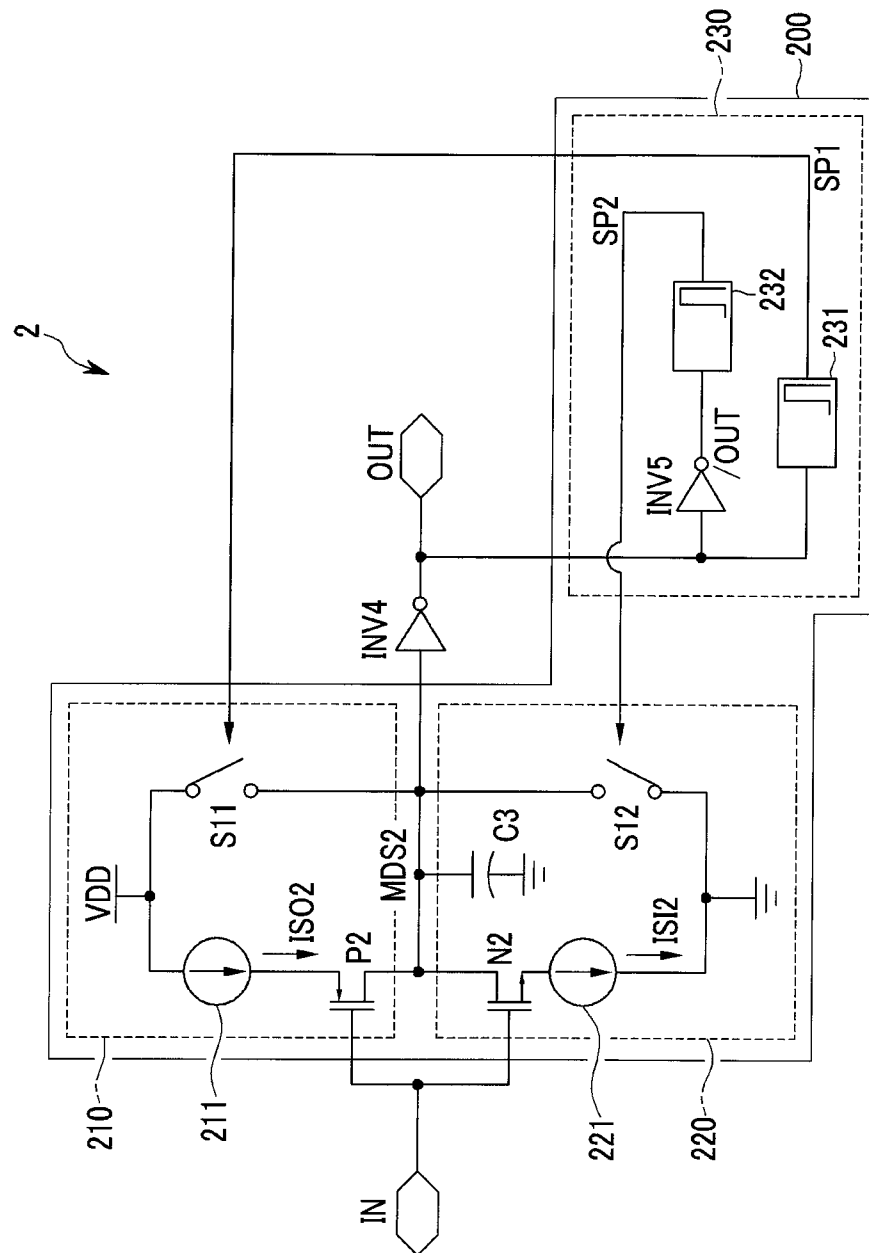 2
230
200
SP1
SP2
232
231
INV5
/OUT
OUT
INV4
VDD
S11
ISO2
P2
MDS2
C3
S12
N2
ISI2
210
211
221
220
IN